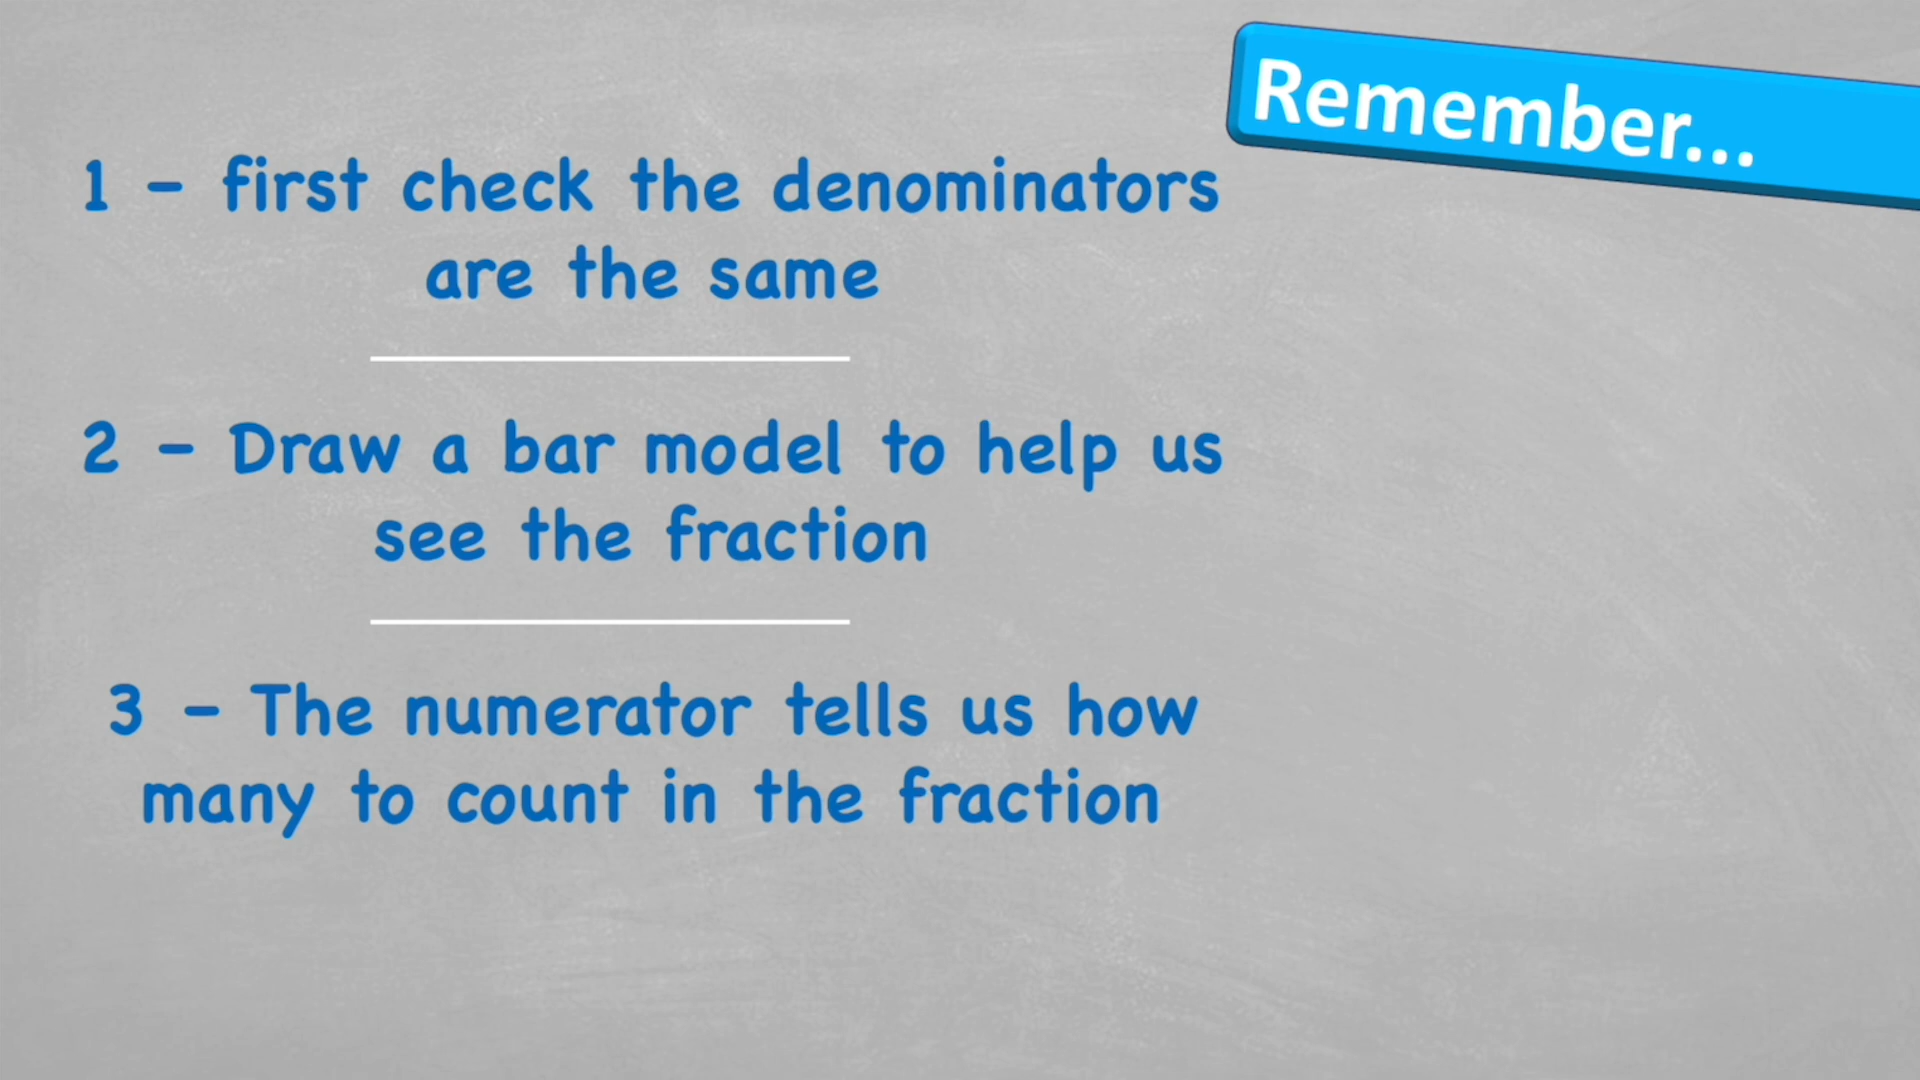 Remember...
1 - first check the denominators
are the same
2 - Draw a bar model to help us
see the fraction
3 - The numerator tells us how
many to count in the fraction